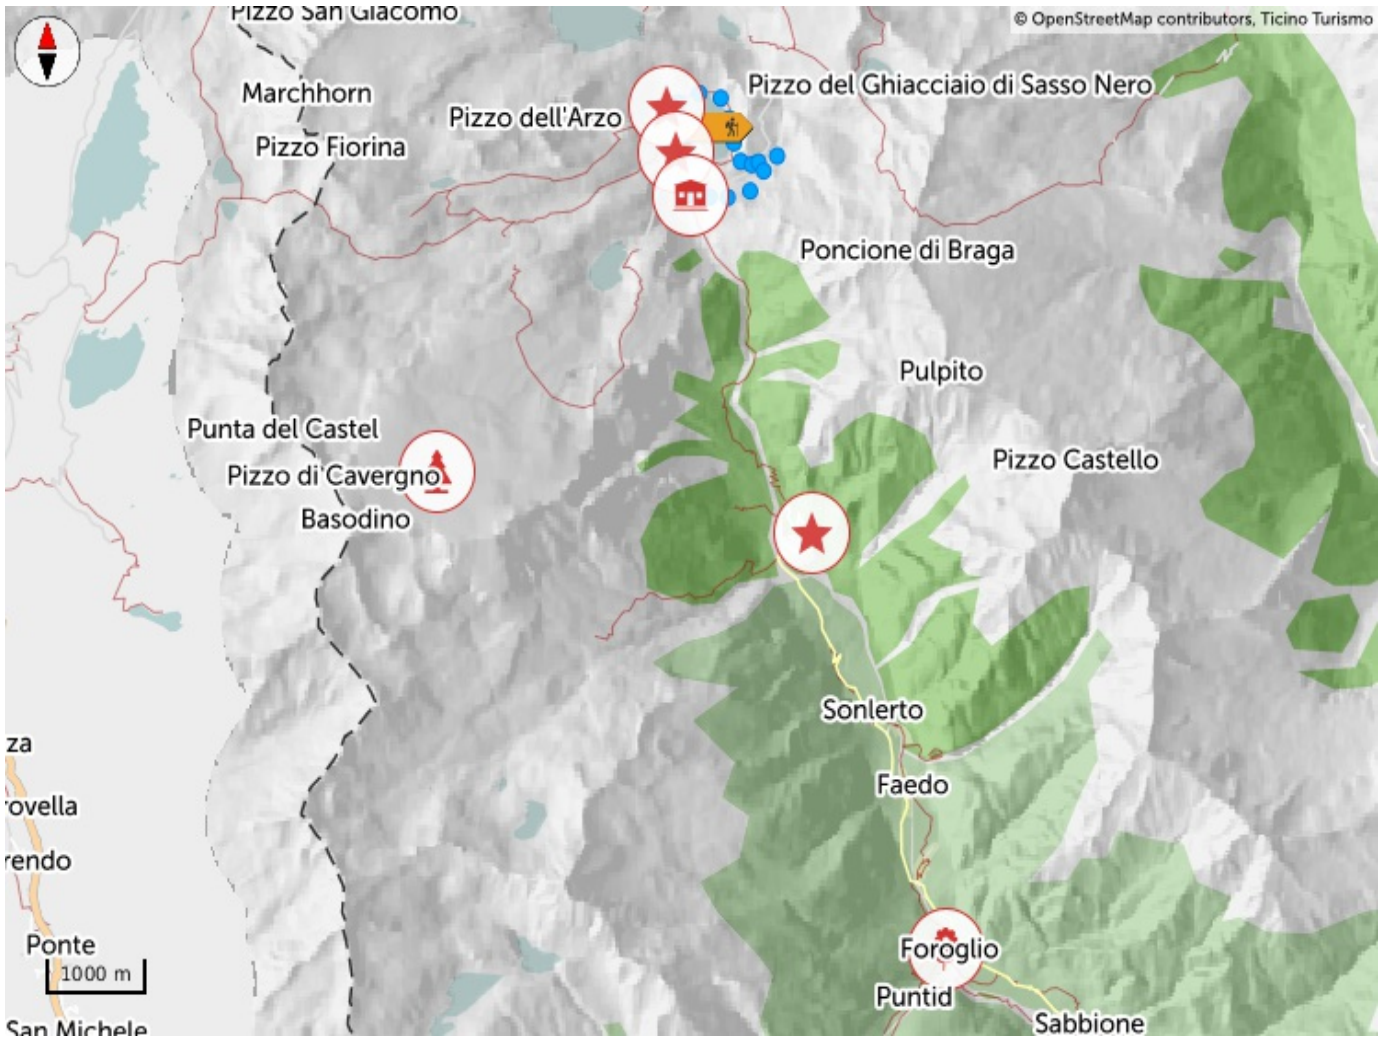 Pizzo San Giacomo
© OpenStreetMap contributors, Ticino Turismo
Marchhorn
Pizzo del Ghiacciaio di Sasso Nero
Pizzo dell'Arzo
Pizzo Fiorina
Poncione di Braga
Pulpito
Punta del Castel
Pizzo Castello
Pizzo di Cavergno
Basodino
Sonlerto
za
Faedo
rovella
rendo
Ponte
Foroglio
1000 m
Puntid
Sabbione
San Michele